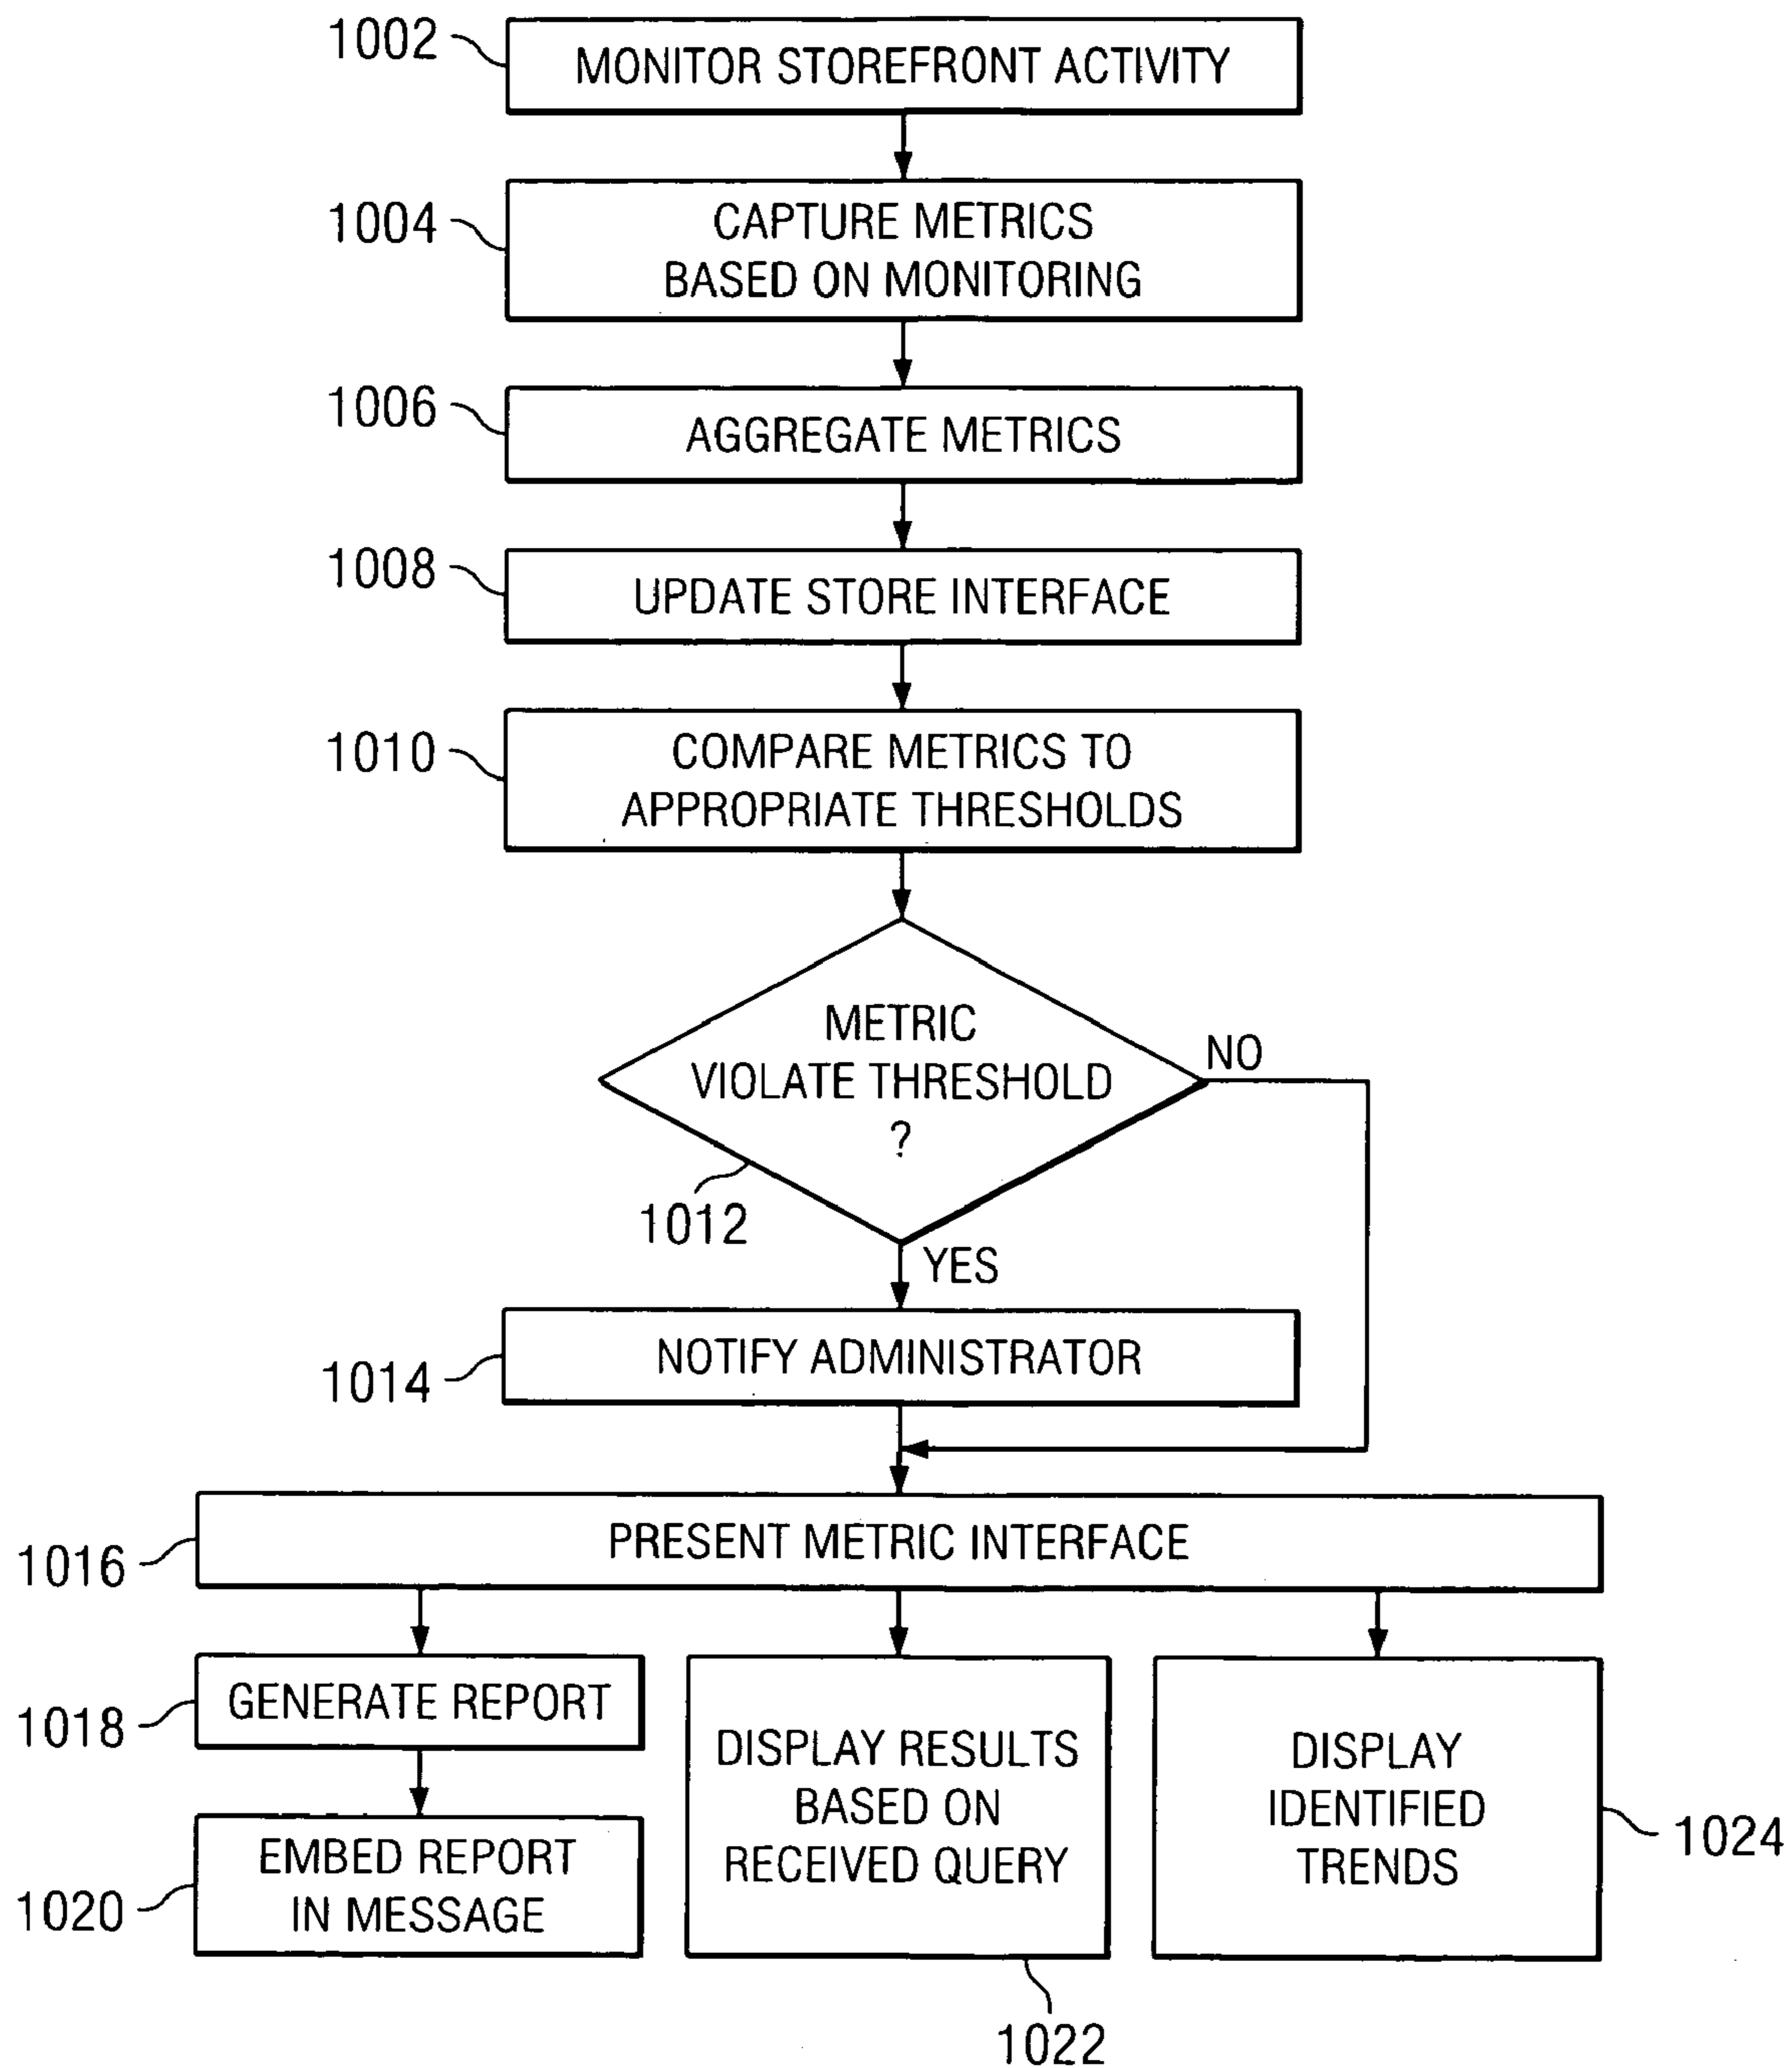 1002
MONITOR STOREFRONT ACTIVITY
1004
CAPTURE METRICS
BASED ON MONITORING
1006
AGGREGATE METRICS
1008
UPDATE STORE INTERFACE
1010
COMPARE METRICS TO
APPROPRIATE THRESHOLDS
METRIC
VIOLATE THRESHOLD
?
NO
1012
YES
1014
NOTIFY ADMINISTRATOR
1016
PRESENT METRIC INTERFACE
1018
GENERATE REPORT
1020
EMBED REPORT
IN MESSAGE
DISPLAY RESULTS
BASED ON
RECEIVED QUERY
1022
DISPLAY
IDENTIFIED
TRENDS
1024